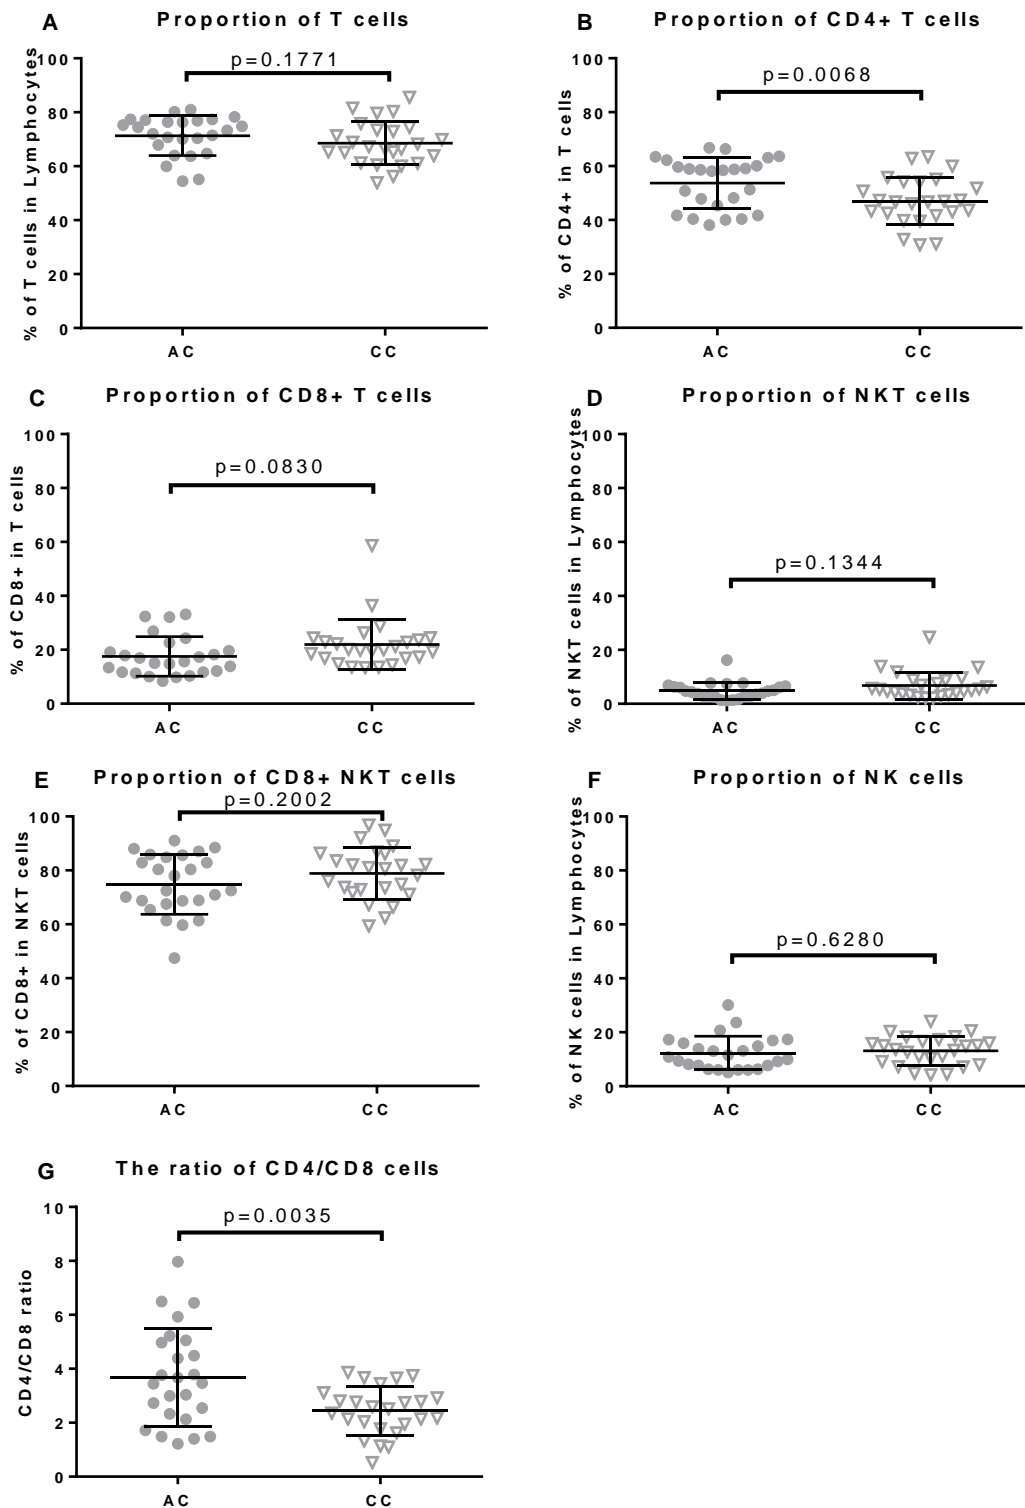 A
Proportion of T cells
% of T cells in Lymphocytes
100
80
60
40
20
0
p=0.1771
AC
CC
B
Proportion of CD4+ T cells
% of CD4+ in T cells
100
80
60
40
20
0
p=0.0068
AC
CC
C
Proportion of CD8+ T cells
% of CD8+ in T cells
100
80
60
40
20
0
p=0.0830
AC
CC
D
Proportion of NKT cells
% of NKT cells in Lymphocytes
100
80
60
40
20
0
p=0.1344
AC
CC
E
Proportion of CD8+ NKT cells
% of CD8+ in NKT cells
100
80
60
40
20
0
p=0.2002
AC
CC
F
Proportion of NK cells
% of NK cells in Lymphocytes
100
80
60
40
20
0
p=0.6280
AC
CC
G
The ratio of CD4/CD8 cells
CD4/CD8 ratio
10
8
6
4
2
0
p=0.0035
AC
CC